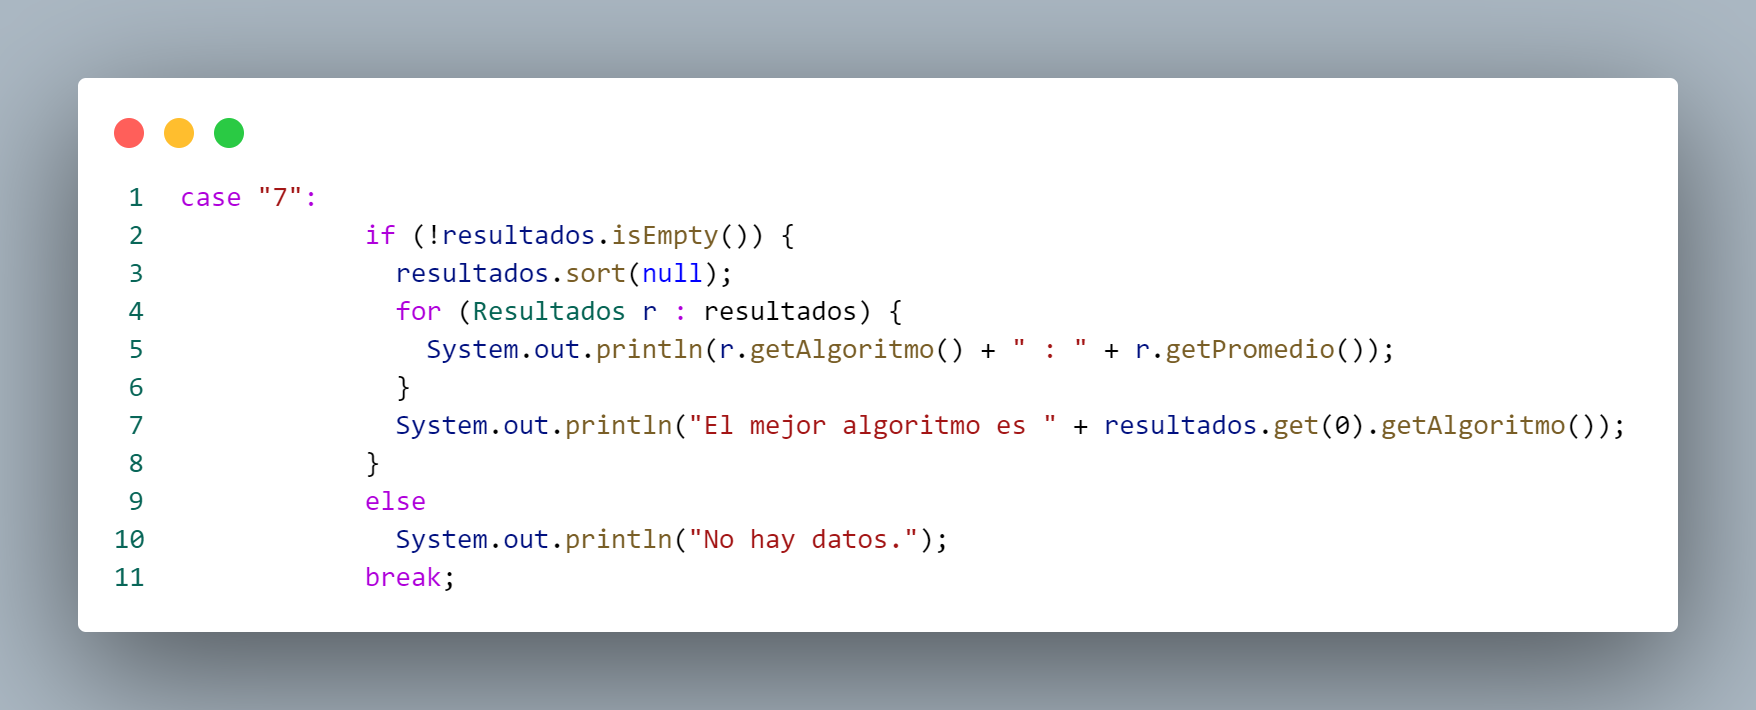 1 case "7":
2 if (!resultados.isEmpty()) {
3 resultados.sort(null);
4 for (Resultados r : resultados) {
5 System.out.println(r.getAlgoritmo() + " : " + r.getPromedio());
6 }
7 System.out.println("El mejor algoritmo es " + resultados.get(0).getAlgoritmo());
8 }
9 else
10 System.out.println("No hay datos.");
11 break;